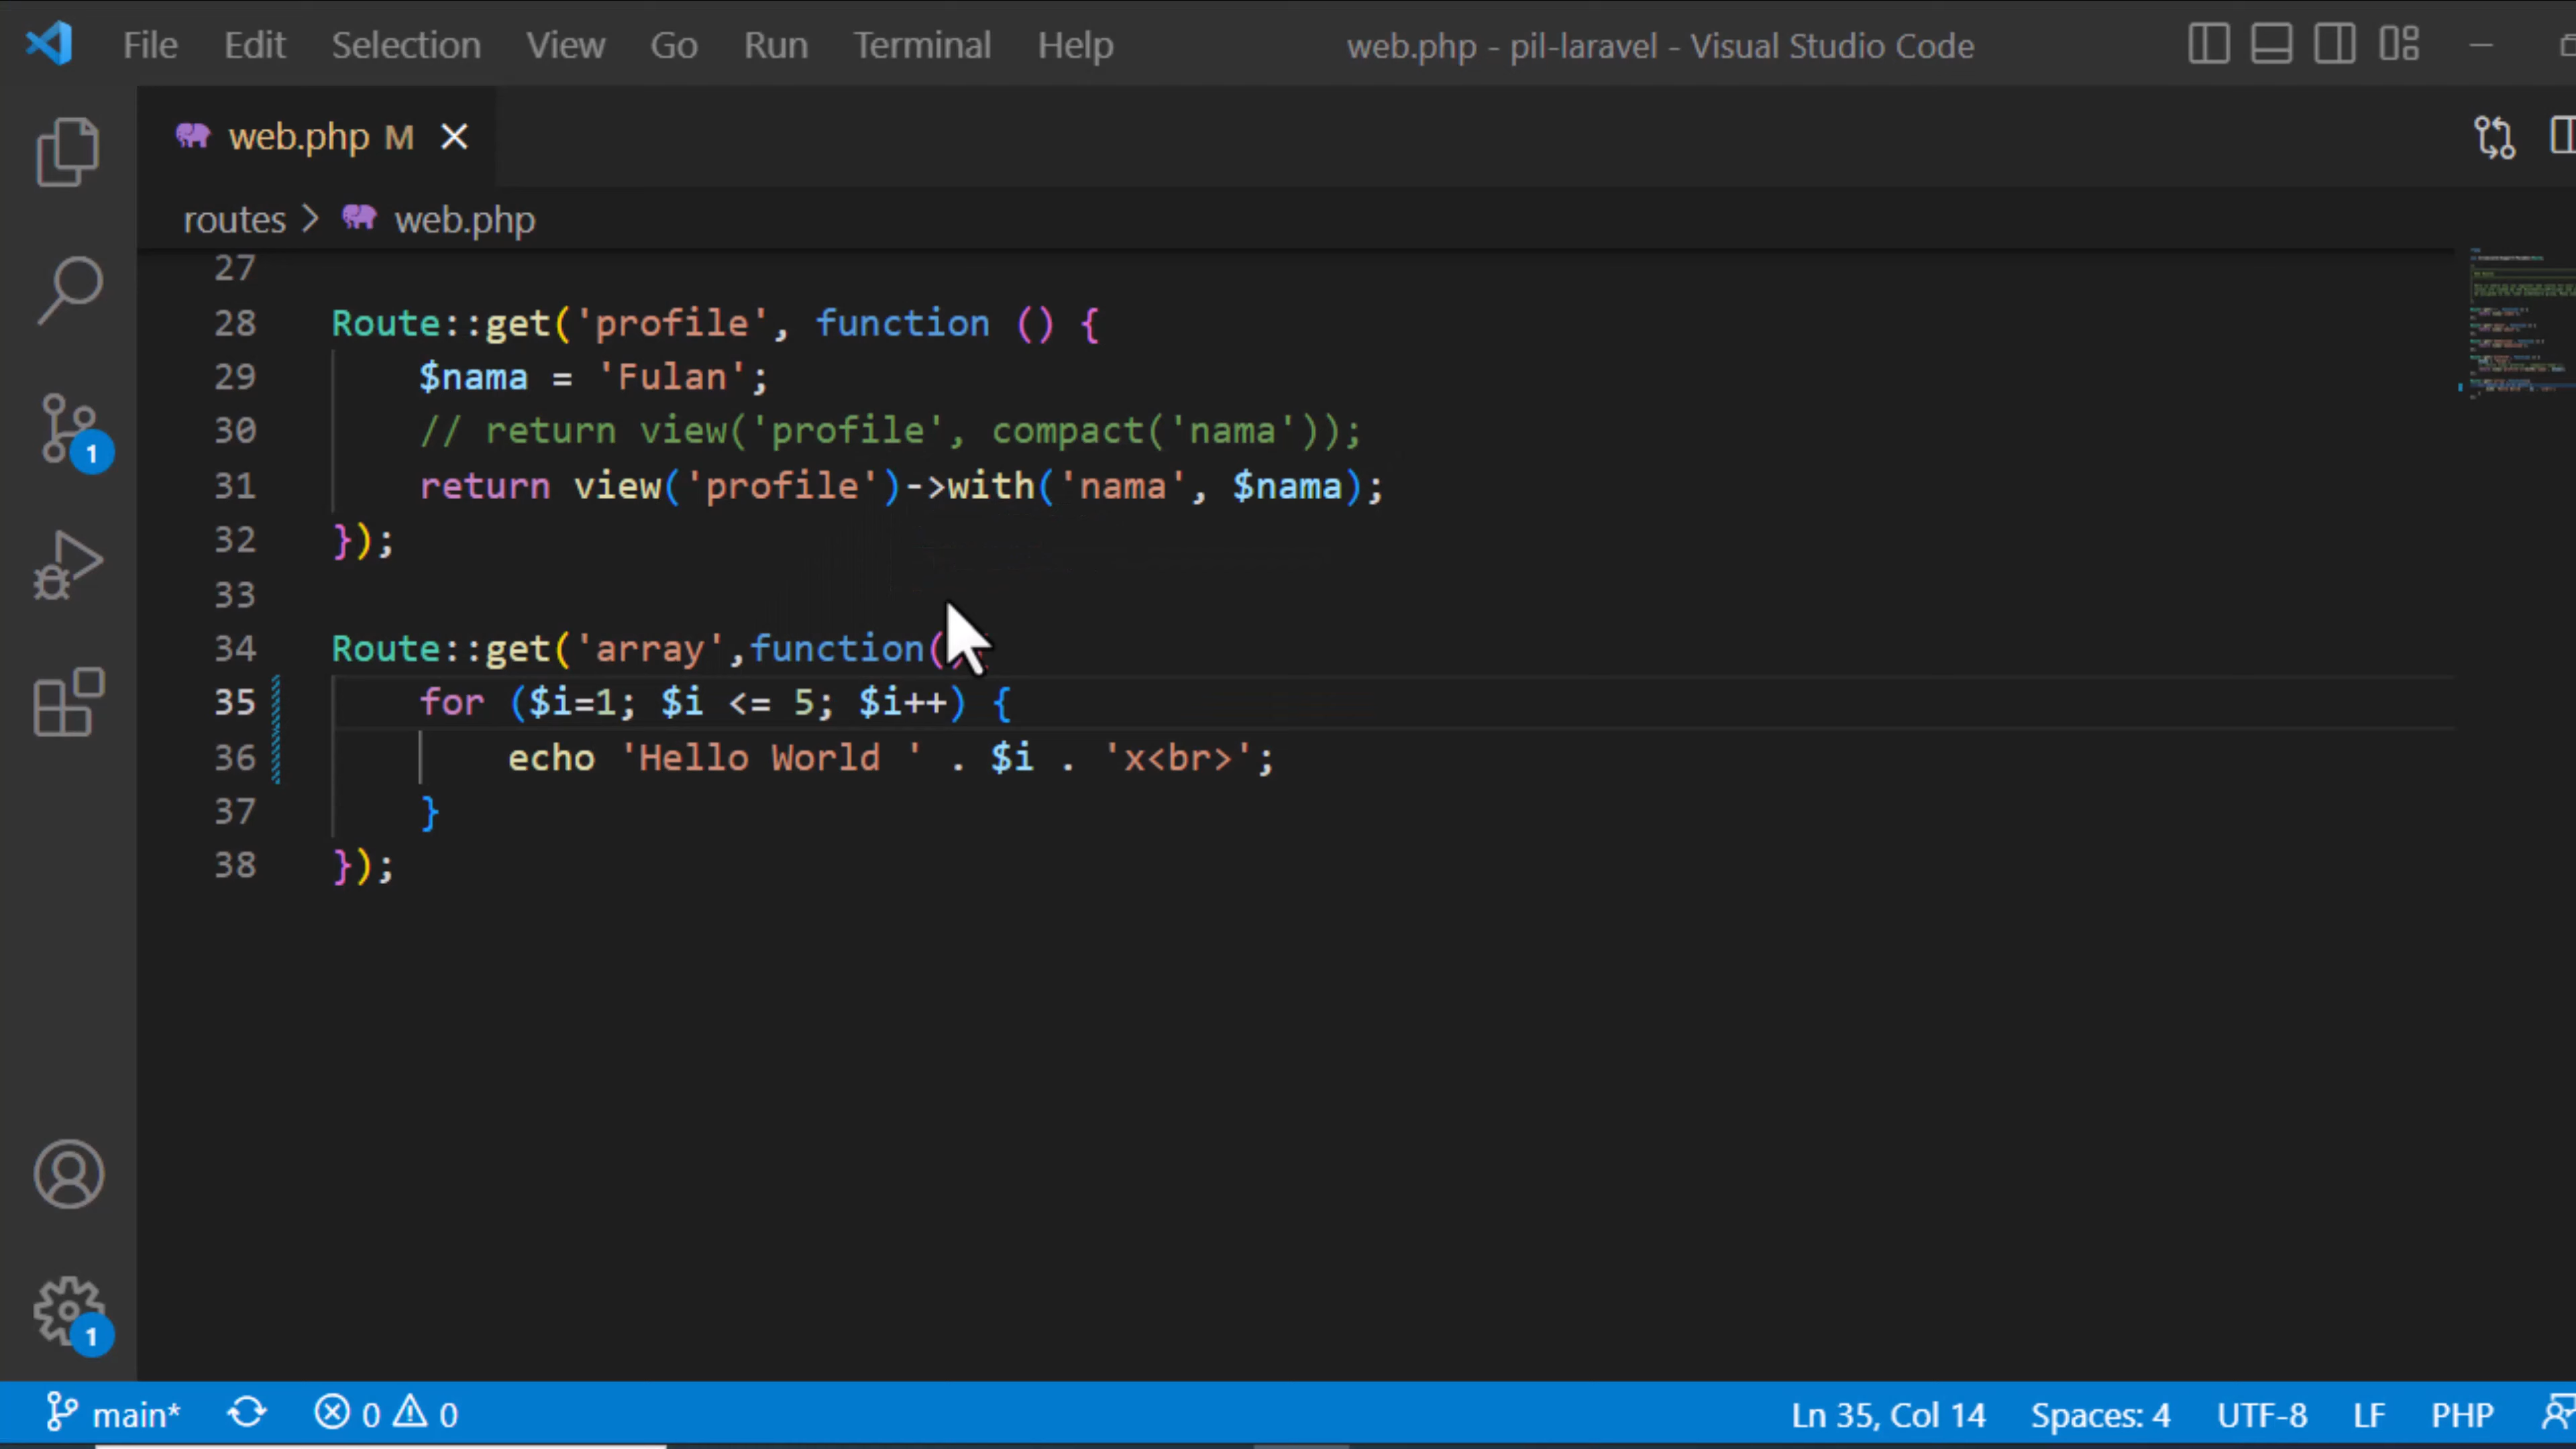 File Edit Selection View Go Run Terminal Help web.php - pil-laravel - Visual Studio Code
web.php M
routes > web.php
27
28 Route::get('profile', function () {
29 $nama = 'Fulan';
30 // return view('profile', compact('nama'));
31 return view('profile')->with('nama', $nama);
32 });
33
34 Route::get('array',function(
35 for ($i=1; $i <= 5; $i++) {
36 echo 'Hello World ' . $i . 'x<br>';
37 }
38 });
1
1
main* 0 0 Ln 35, Col 14 Spaces: 4 UTF-8 LF PHP